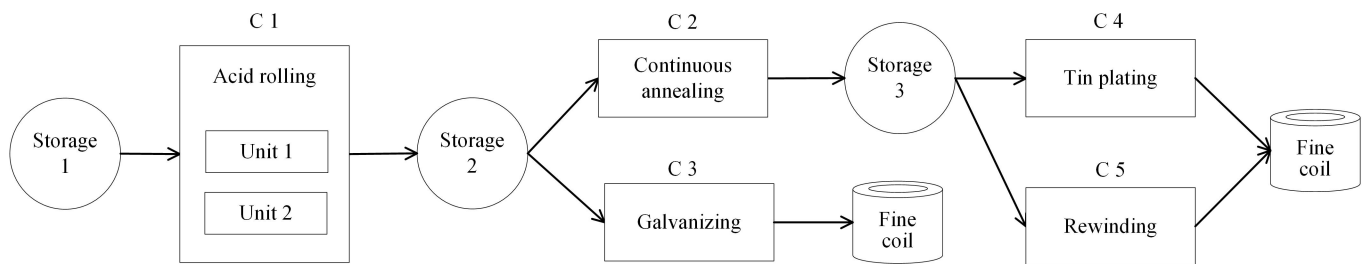 C 1
Acid rolling
Unit 1
Unit 2
Storage
1
Storage
2
C 2
Continuous
annealing
C 3
Galvanizing
Fine
coil
Storage
3
C 4
Tin plating
C 5
Rewinding
Fine
coil